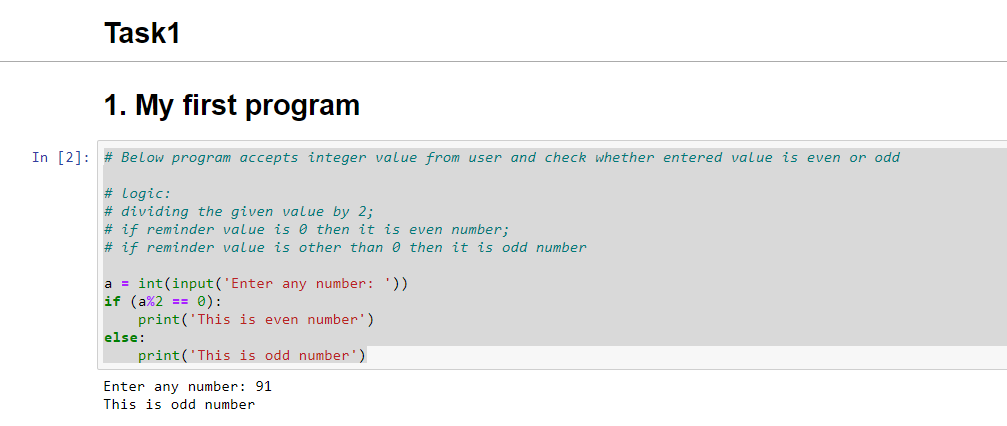 Task1
1. My first program
In [2]: # Below program accepts integer value from user and check whether entered value is even or odd
# logic:
# dividing the given value by 2;
# if reminder value is 0 then it is even number;
# if reminder value is other than 0 then it is odd number
a = int(input('Enter any number: '))
if (a%2 == 0):
    print('This is even number')
else:
    print('This is odd number')
Enter any number: 91
This is odd number